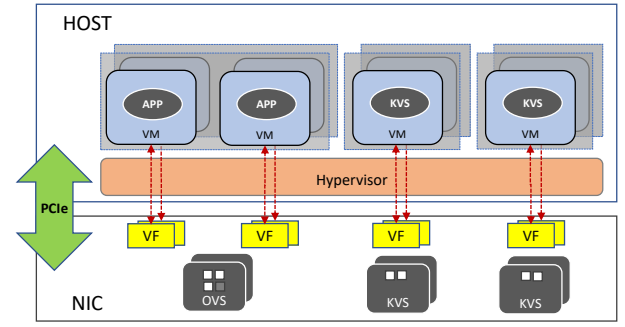 HOST
APP
APP
KVS
KVS
VM
VM
VM
VM
Hypervisor
PCIe
VF
VF
VF
VF
OVS
KVS
KVS
NIC